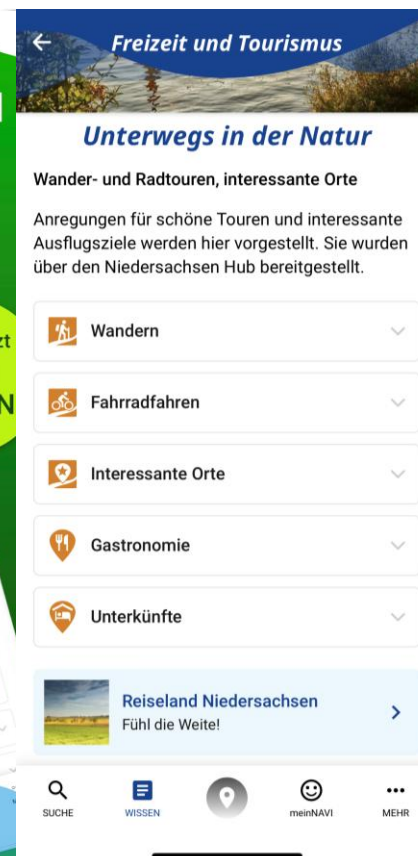 Freizeit und Tourismus
Unterwegs in der Natur
Wander- und Radtouren, interessante Orte
Anregungen für schöne Touren und interessante
Ausflugsziele werden hier vorgestellt. Sie wurden
über den Niedersachsen Hub bereitgestellt.
Wandern
Fahrradfahren
Interessante Orte
Gastronomie
Unterkünfte
Reiseland Niedersachsen
Fühl die Weite!
SUCHE
WISSEN
meinNAVI
MEHR